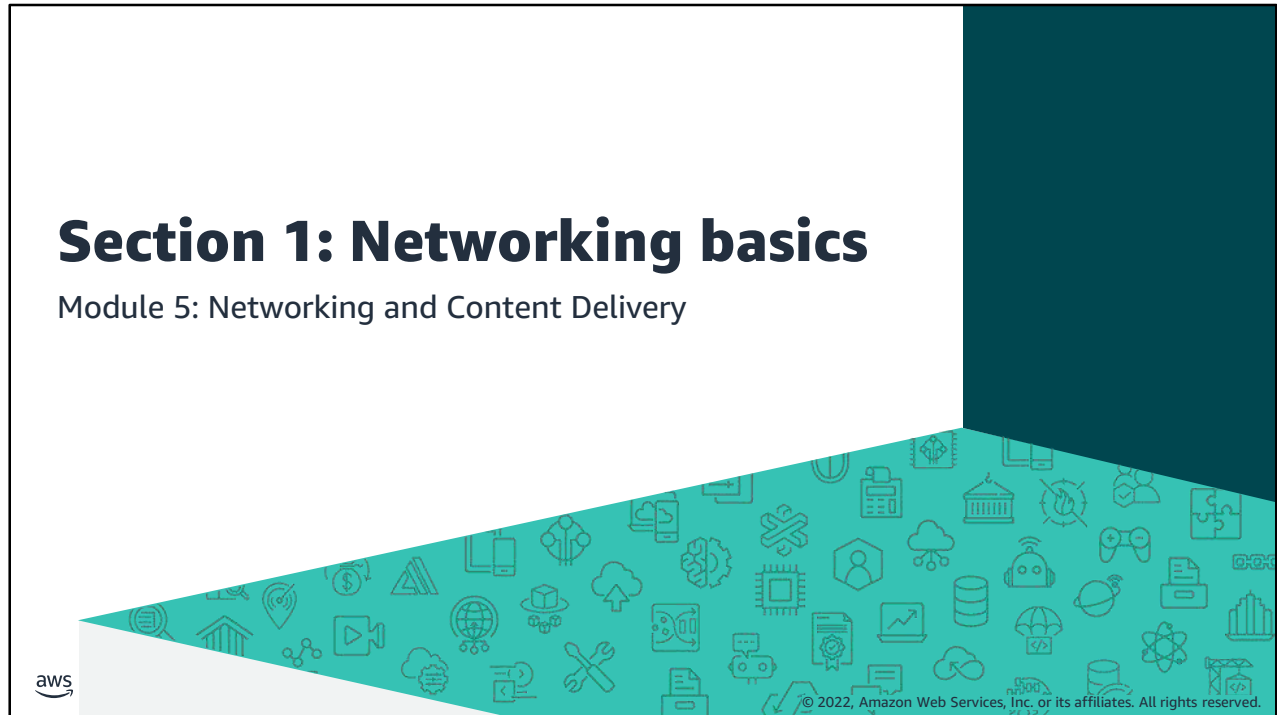 Section 1: Networking basics
Module 5: Networking and Content Delivery
aws
© 2022, Amazon Web Services, Inc. or its affiliates. All rights reserved.